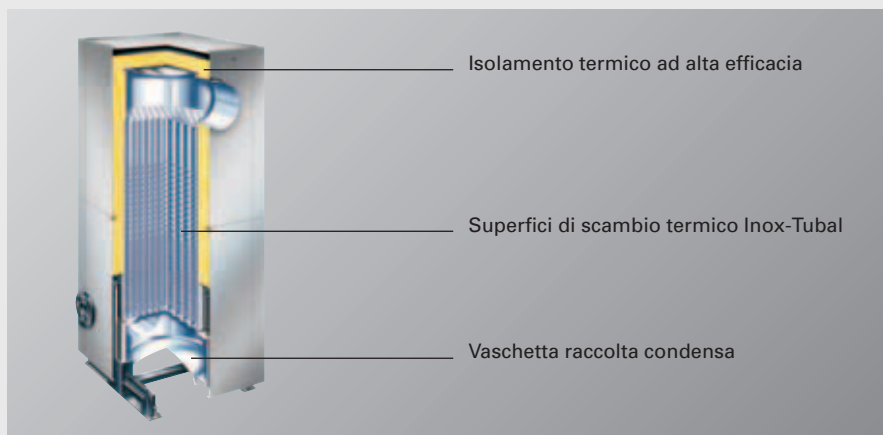 Isolamento termico ad alta efficacia
Superfici di scambio termico Inox-Tubal
Vaschetta raccolta condensa